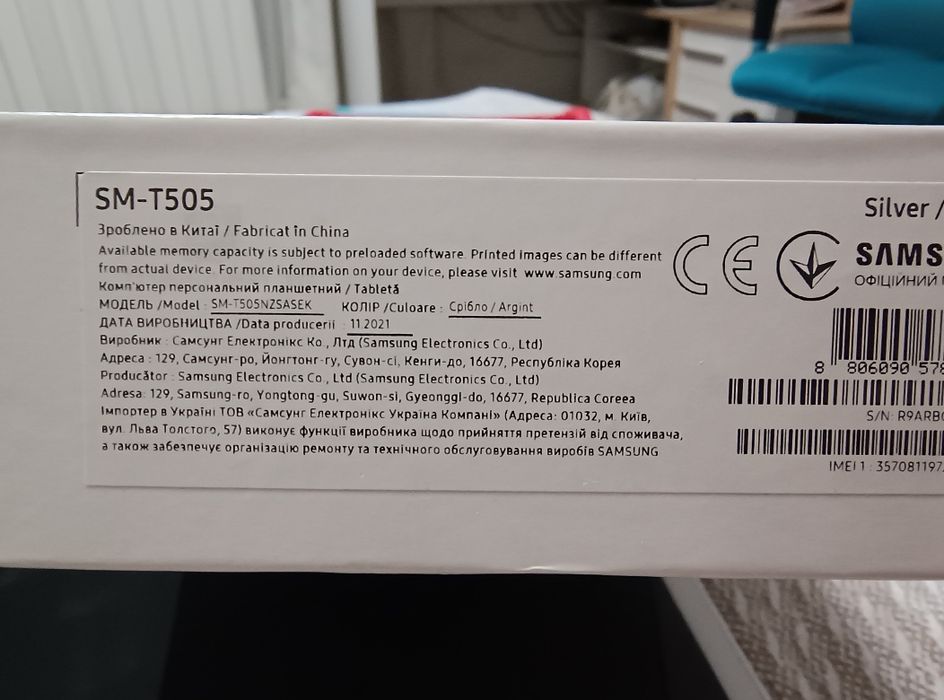 SM-T505
Silver /
Зроблено в Китаї / Fabricat în China
Available memory capacity is subject to preloaded software. Printed images can be different
from actual device. For more information on your device, please visit www.samsung.com
Комп'ютер персональний планшетний / Tabletă
МОДЕЛЬ /Model : SM-T505NZSASEK КОЛІР /Culoare : Срібло / Argint
ДАТА ВИРОБНИЦТВА /Data producerii : 11.2021
Виробник : Самсунг Електронікс Ко., Лтд (Samsung Electronics Co., Ltd)
Адреса : 129, Самсунг-ро, Йонгтонг-гу, Сувон-сі, Кенги-до, 16677, Республіка Корея
Producător : Samsung Electronics Co., Ltd (Samsung Electronics Co., Ltd)
Adresa: 129, Samsung-ro, Yongtong-gu, Suwon-si, Gyeonggi-do, 16677, Republica Coreea
Імпортер в Україні ТОВ «Самсунг Електронікс Україна Компані» (Адреса: 01032, м. Київ,
вул. Льва Толстого, 57) виконує функції виробника щодо прийняття претензій від споживача,
а також забезпечує організацію ремонту та технічного обслуговування виробів SAMSUNG
CE
SAMS
ОФІЦІЙНИЙ
8 806090 578
S/N: R9ARB
IMEI 1 : 357081197